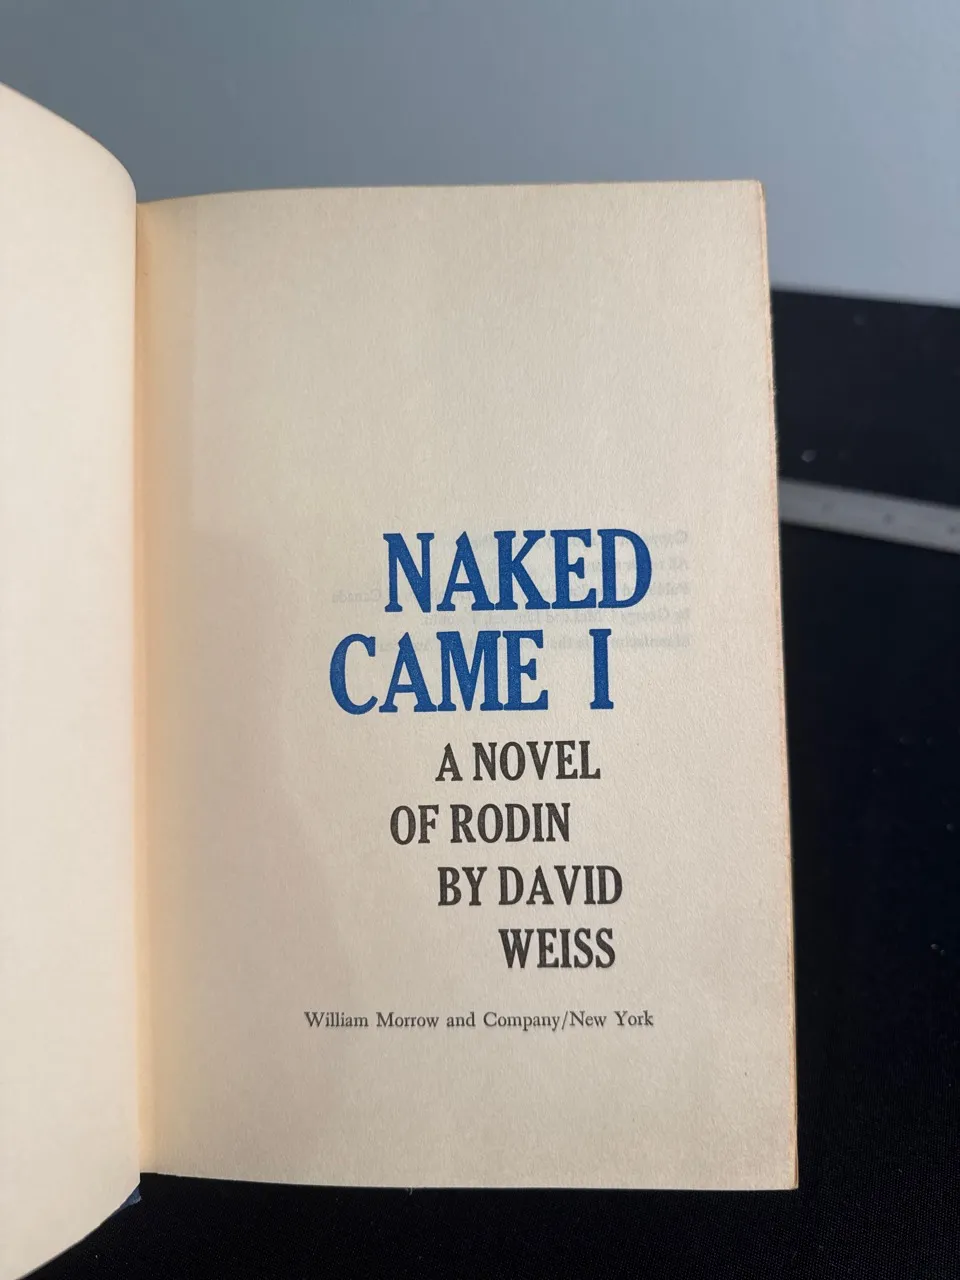 NAKED
CAME I
A NOVEL
OF RODIN
BY DAVID
WEISS
William Morrow and Company/New York